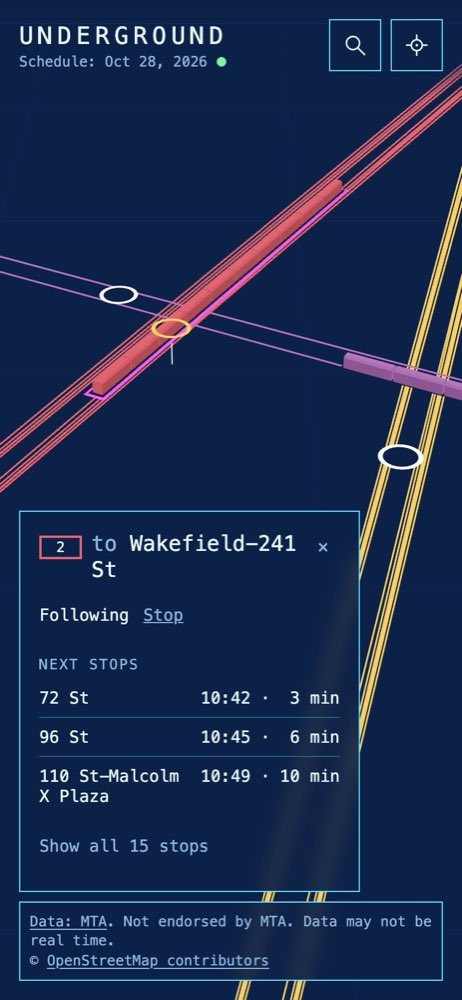 UNDERGROUND
Schedule: Oct 28, 2026
2 to Wakefield–241 ×
St
Following Stop
NEXT STOPS
72 St 10:42 · 3 min
96 St 10:45 · 6 min
110 St–Malcolm 10:49 · 10 min
X Plaza
Show all 15 stops
Data: MTA. Not endorsed by MTA. Data may not be
real time.
© OpenStreetMap contributors